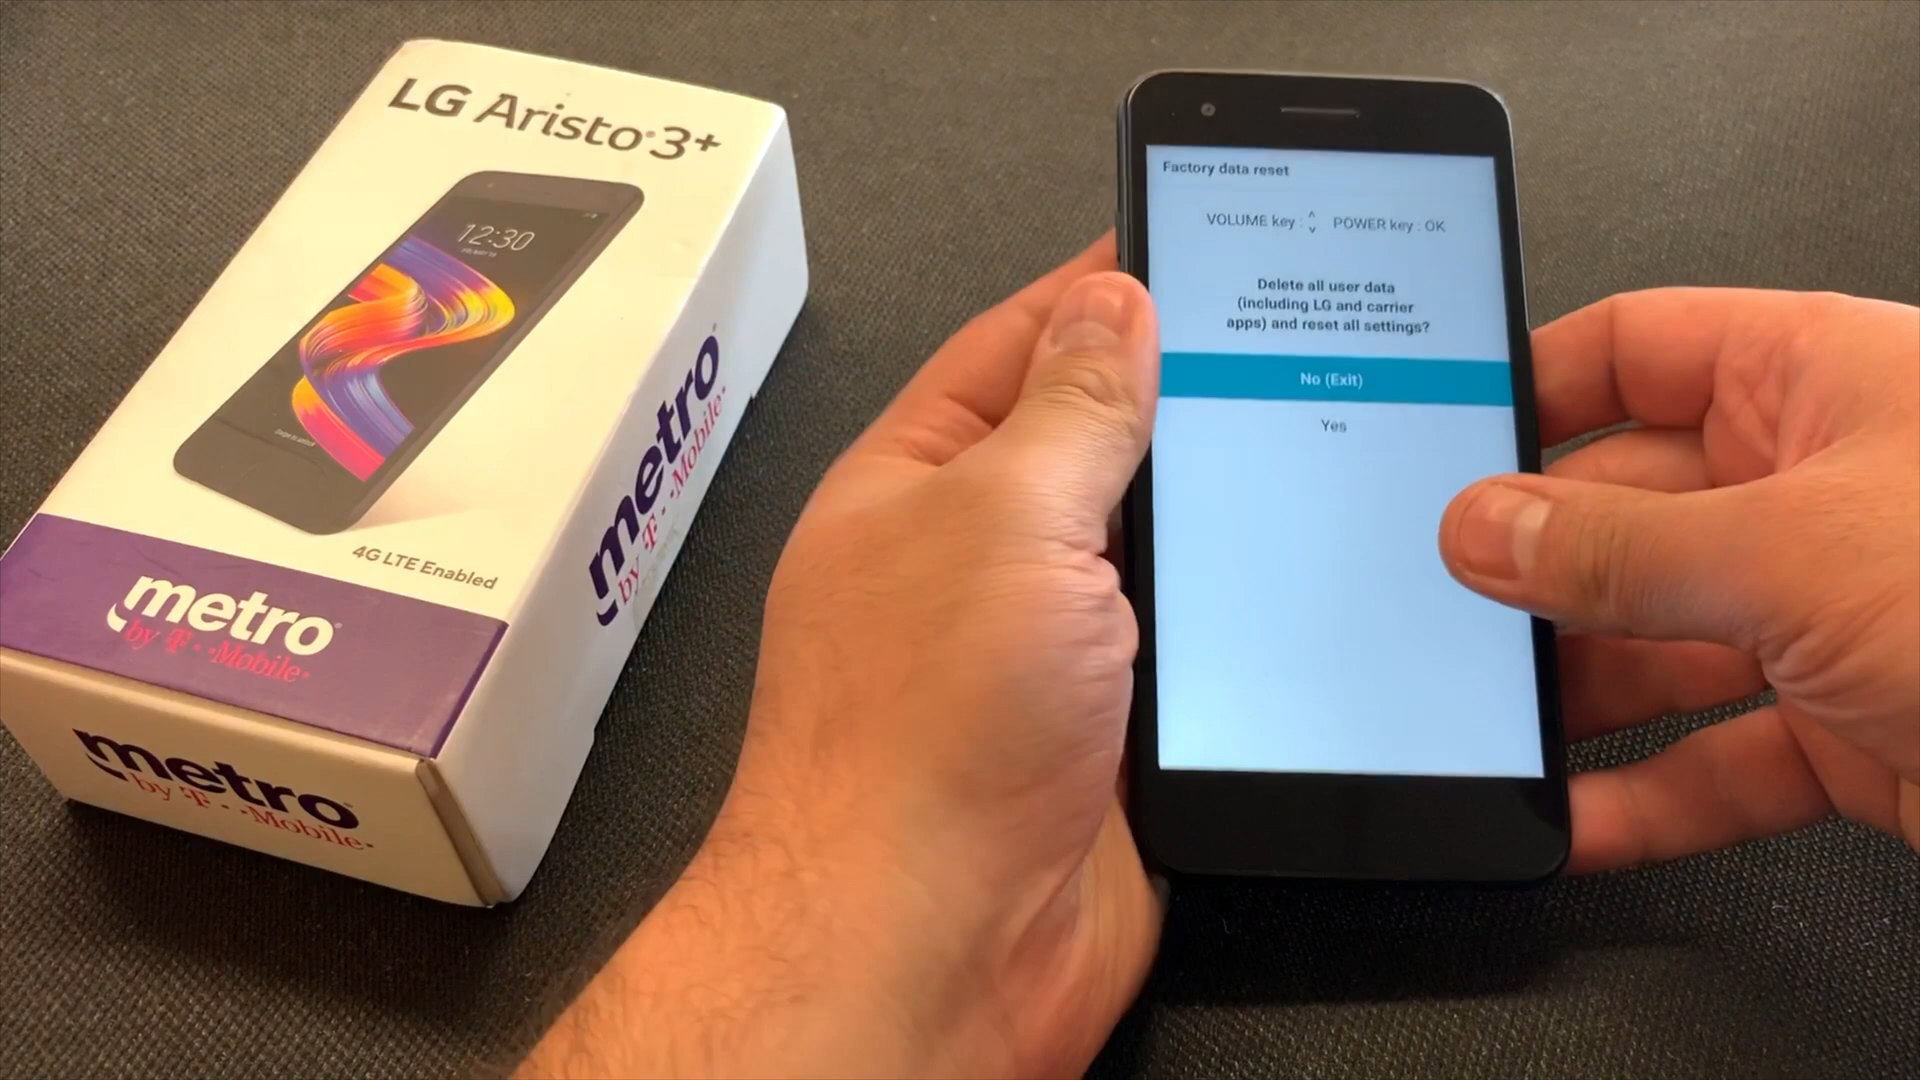 LG Aristo 3+
12:30
4G LTE Enabled
metro
by T · Mobile
metro
by T · Mobile
metro
by T · Mobile
Factory data reset
VOLUME key : POWER key : OK
Delete all user data
(including LG and carrier
apps) and reset all settings?
No (Exit)
Yes